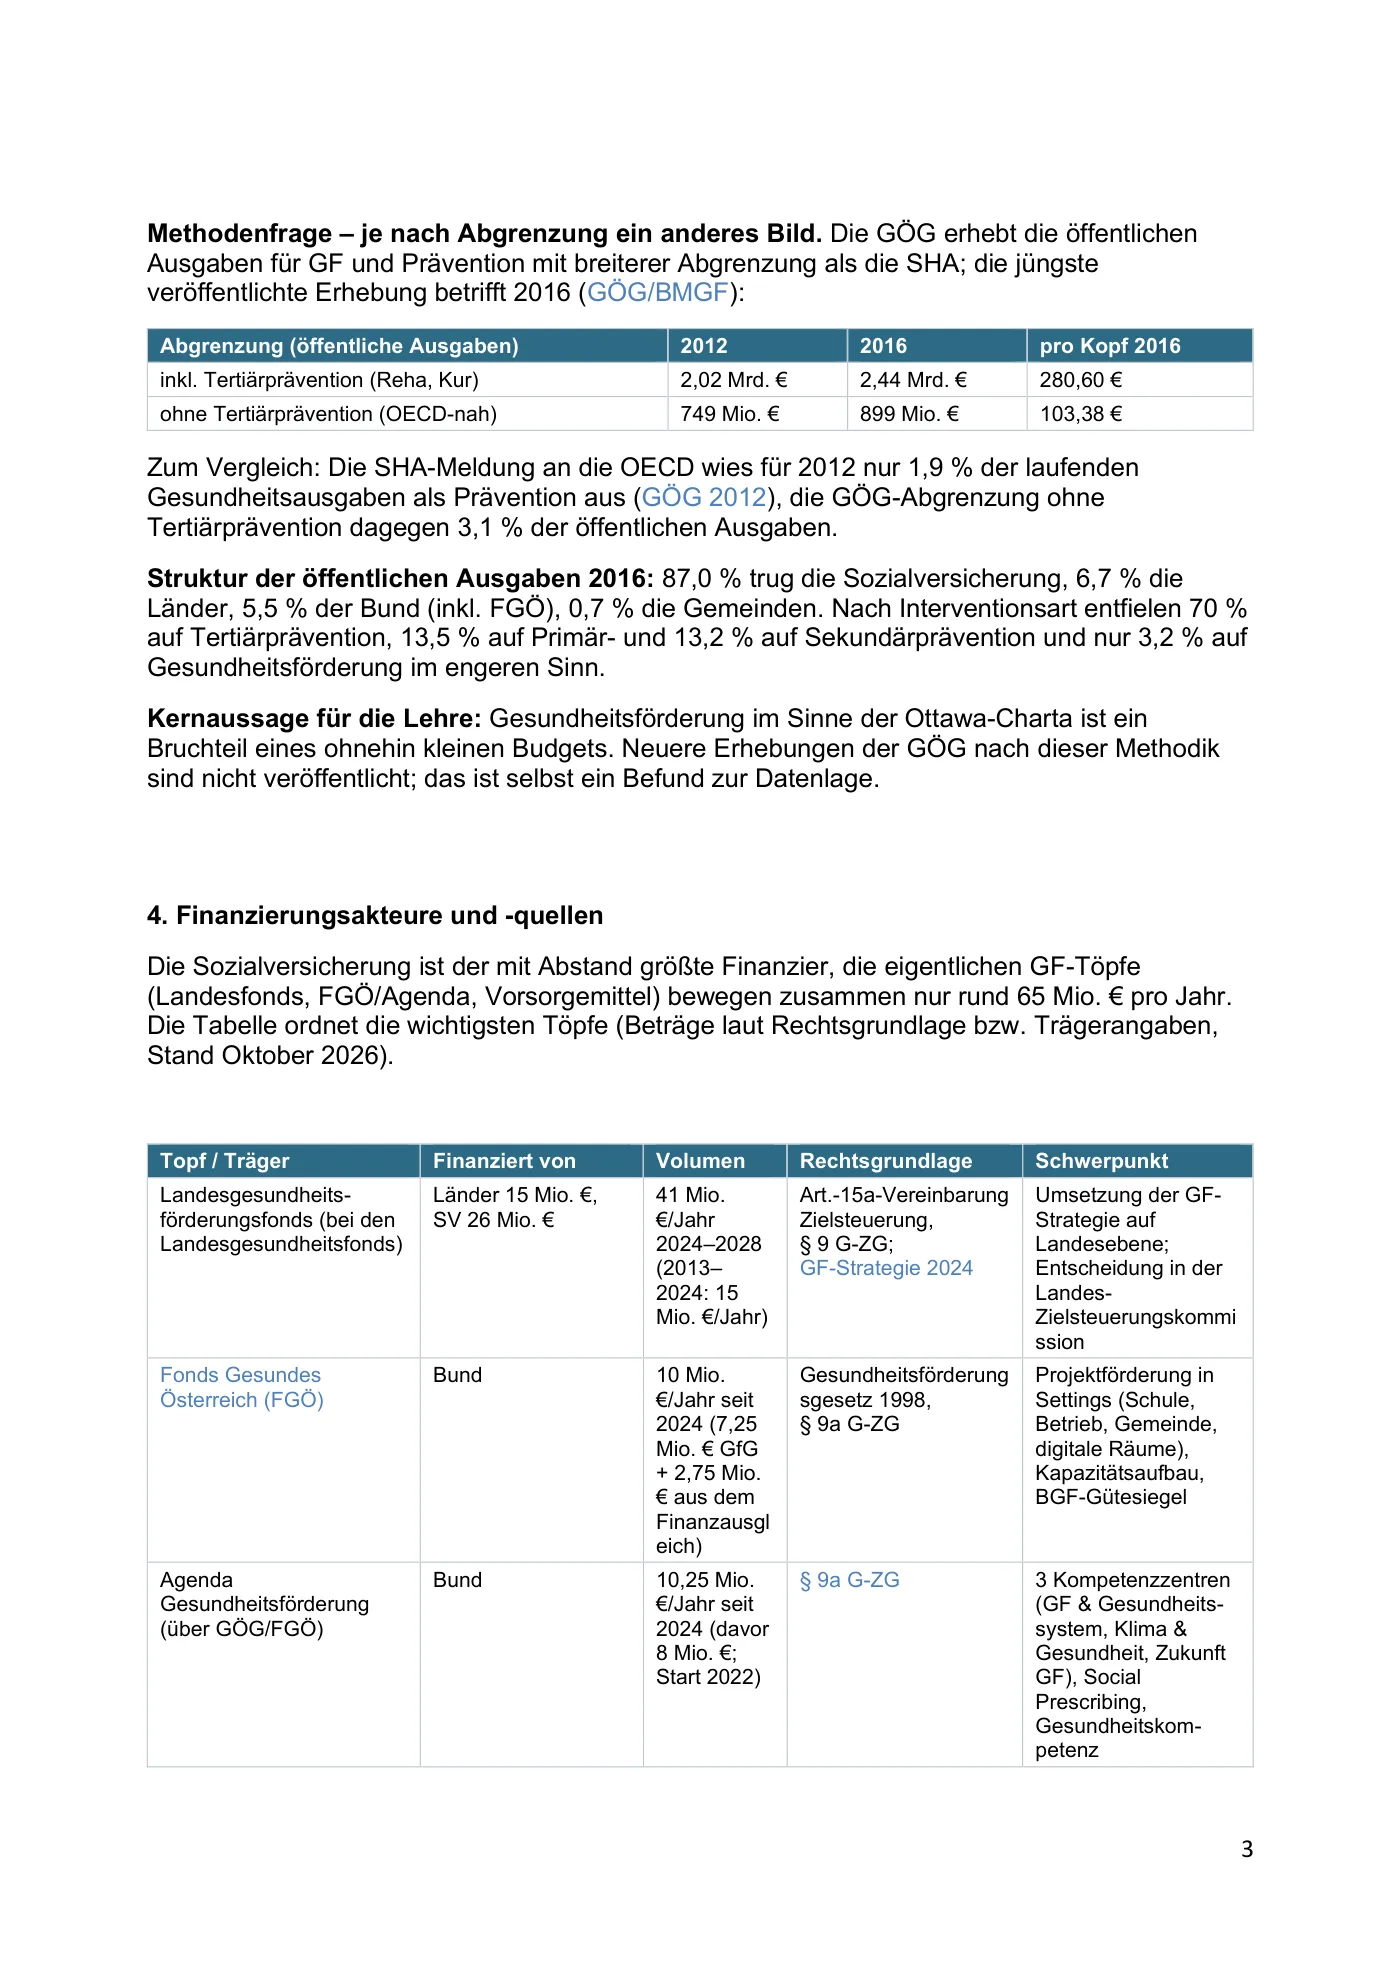 Methodenfrage – je nach Abgrenzung ein anderes Bild. Die GÖG erhebt die öffentlichen
Ausgaben für GF und Prävention mit breiterer Abgrenzung als die SHA; die jüngste
veröffentlichte Erhebung betrifft 2016 (GÖG/BMGF):
Abgrenzung (öffentliche Ausgaben) 2012 2016 pro Kopf 2016
inkl. Tertiärprävention (Reha, Kur) 2,02 Mrd. € 2,44 Mrd. € 280,60 €
ohne Tertiärprävention (OECD-nah) 749 Mio. € 899 Mio. € 103,38 €
Zum Vergleich: Die SHA-Meldung an die OECD wies für 2012 nur 1,9 % der laufenden
Gesundheitsausgaben als Prävention aus (GÖG 2012), die GÖG-Abgrenzung ohne
Tertiärprävention dagegen 3,1 % der öffentlichen Ausgaben.
Struktur der öffentlichen Ausgaben 2016: 87,0 % trug die Sozialversicherung, 6,7 % die
Länder, 5,5 % der Bund (inkl. FGÖ), 0,7 % die Gemeinden. Nach Interventionsart entfielen 70 %
auf Tertiärprävention, 13,5 % auf Primär- und 13,2 % auf Sekundärprävention und nur 3,2 % auf
Gesundheitsförderung im engeren Sinn.
Kernaussage für die Lehre: Gesundheitsförderung im Sinne der Ottawa-Charta ist ein
Bruchteil eines ohnehin kleinen Budgets. Neuere Erhebungen der GÖG nach dieser Methodik
sind nicht veröffentlicht; das ist selbst ein Befund zur Datenlage.
4. Finanzierungsakteure und -quellen
Die Sozialversicherung ist der mit Abstand größte Finanzier, die eigentlichen GF-Töpfe
(Landesfonds, FGÖ/Agenda, Vorsorgemittel) bewegen zusammen nur rund 65 Mio. € pro Jahr.
Die Tabelle ordnet die wichtigsten Töpfe (Beträge laut Rechtsgrundlage bzw. Trägerangaben,
Stand Oktober 2026).
Topf / Träger Finanziert von Volumen Rechtsgrundlage Schwerpunkt
Landesgesundheits-
förderungsfonds (bei den
Landesgesundheitsfonds)
Länder 15 Mio. €,
SV 26 Mio. €
41 Mio.
€/Jahr
2024–2028
(2013–
2024: 15
Mio. €/Jahr)
Art.-15a-Vereinbarung
Zielsteuerung,
§ 9 G-ZG;
GF-Strategie 2024
Umsetzung der GF-
Strategie auf
Landesebene;
Entscheidung in der
Landes-
Zielsteuerungskommi
ssion
Fonds Gesundes
Österreich (FGÖ)
Bund
10 Mio.
€/Jahr seit
2024 (7,25
Mio. € GfG
+ 2,75 Mio.
€ aus dem
Finanzausgl
eich)
Gesundheitsförderung
sgesetz 1998,
§ 9a G-ZG
Projektförderung in
Settings (Schule,
Betrieb, Gemeinde,
digitale Räume),
Kapazitätsaufbau,
BGF-Gütesiegel
Agenda
Gesundheitsförderung
(über GÖG/FGÖ)
Bund
10,25 Mio.
€/Jahr seit
2024 (davor
8 Mio. €;
Start 2022)
§ 9a G-ZG
3 Kompetenzzentren
(GF & Gesundheits-
system, Klima &
Gesundheit, Zukunft
GF), Social
Prescribing,
Gesundheitskom-
petenz
3